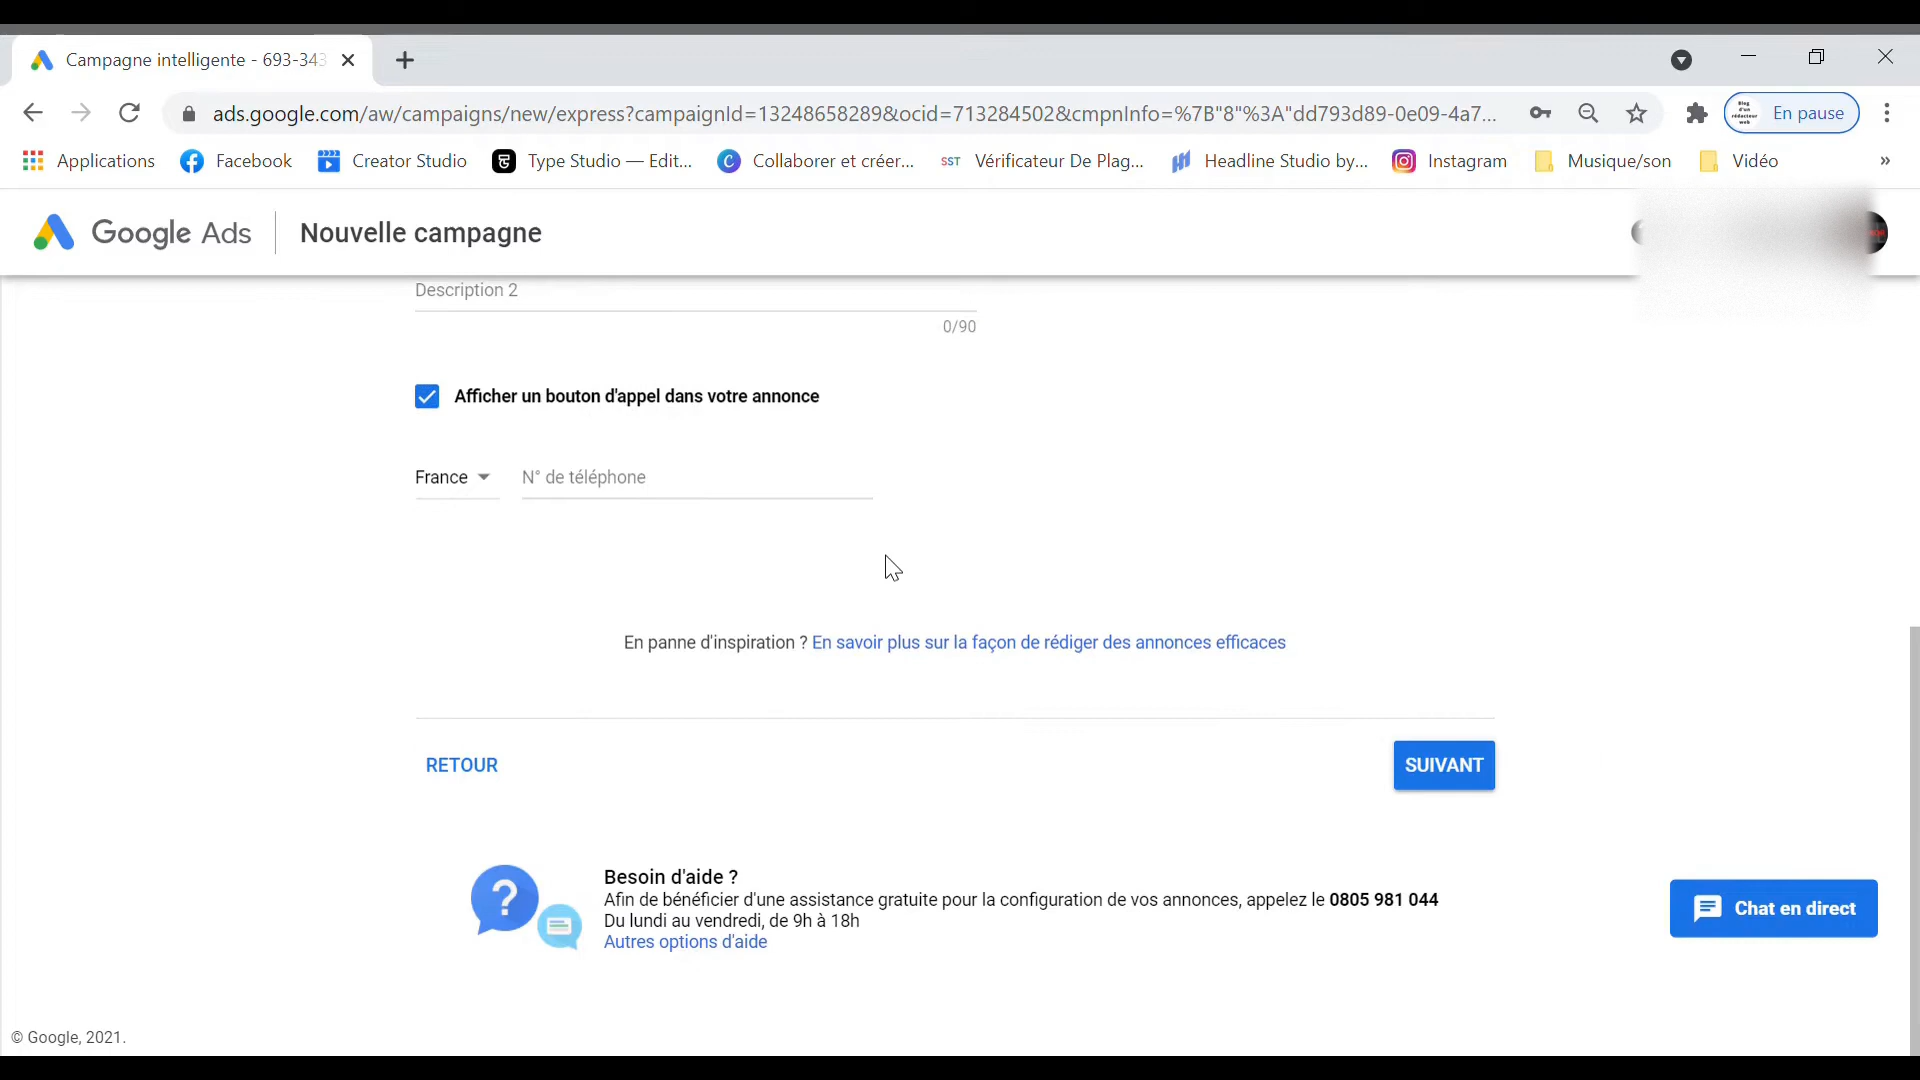 Campagne intelligente - 693-343
ads.google.com/aw/campaigns/new/express?campaignId=13248658289&ocid=713284502&cmpnInfo=%7B"8"%3A"dd793d89-0e09-4a7...
En pause
Applications
Facebook
Creator Studio
Type Studio — Edit...
Collaborer et créer...
SST Vérificateur De Plag...
Headline Studio by...
Instagram
Musique/son
Vidéo
»
Google Ads
Nouvelle campagne
Description 2
0/90
Afficher un bouton d'appel dans votre annonce
France
N° de téléphone
En panne d'inspiration ? En savoir plus sur la façon de rédiger des annonces efficaces
RETOUR
SUIVANT
Besoin d'aide ?
Afin de bénéficier d'une assistance gratuite pour la configuration de vos annonces, appelez le 0805 981 044
Du lundi au vendredi, de 9h à 18h
Autres options d'aide
Chat en direct
© Google, 2021.